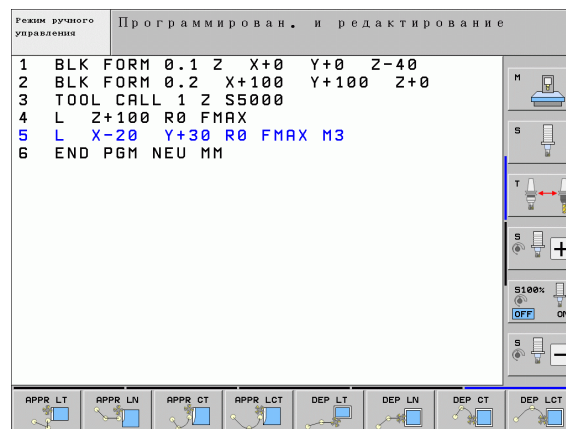 Режим ручного
управления
Программирован. и редактирование
1 BLK FORM 0.1 Z X+0 Y+0 Z-40
2 BLK FORM 0.2 X+100 Y+100 Z+0
3 TOOL CALL 1 Z S5000
4 L Z+100 R0 FMAX
5 L X-20 Y+30 R0 FMAX M3
6 END PGM NEU MM
M
S
T
S
+
S100%
OFF
S
-
APPR LT APPR LN APPR CT APPR LCT DEP LT DEP LN DEP CT DEP LCT